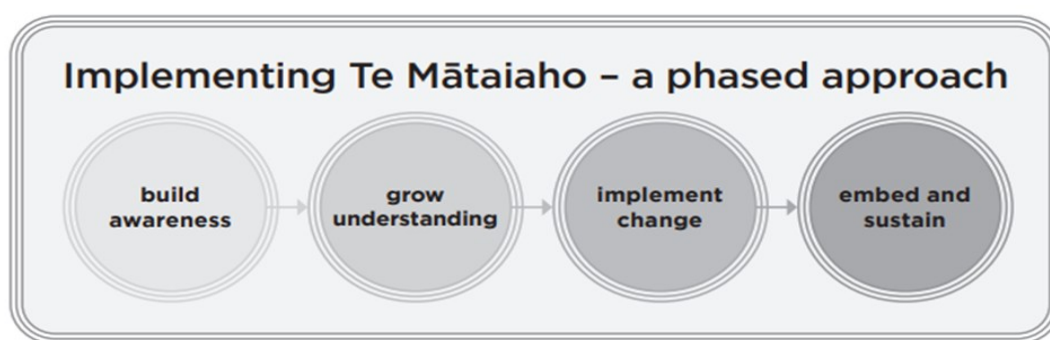 Implementing Te Mātaiaho – a phased approach
build
awareness
grow
understanding
implement
change
embed and
sustain